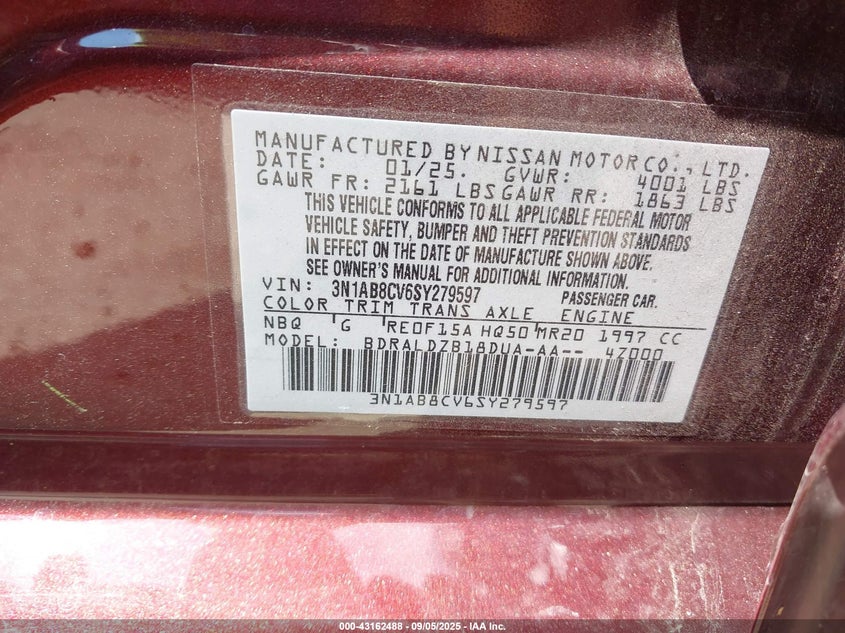 MANUFACTURED BY NISSAN MOTOR CO., LTD.
DATE: 01/25. GVWR: 4001 LBS
GAWR FR: 2161 LBS GAWR RR: 1863 LBS
THIS VEHICLE CONFORMS TO ALL APPLICABLE FEDERAL MOTOR
VEHICLE SAFETY, BUMPER AND THEFT PREVENTION STANDARDS
IN EFFECT ON THE DATE OF MANUFACTURE SHOWN ABOVE.
SEE OWNER'S MANUAL FOR ADDITIONAL INFORMATION.
VIN: 3N1AB8CV6SY279597 PASSENGER CAR.
COLOR TRIM TRANS AXLE ENGINE
NBQ G RE0F15A HQ50 MR20 1997 CC
MODEL: BDRALDZB18DUA-AA-- 4Z000
3N1AB8CV6SY279597
000-43162488 - 09/05/2025 - IAA Inc.